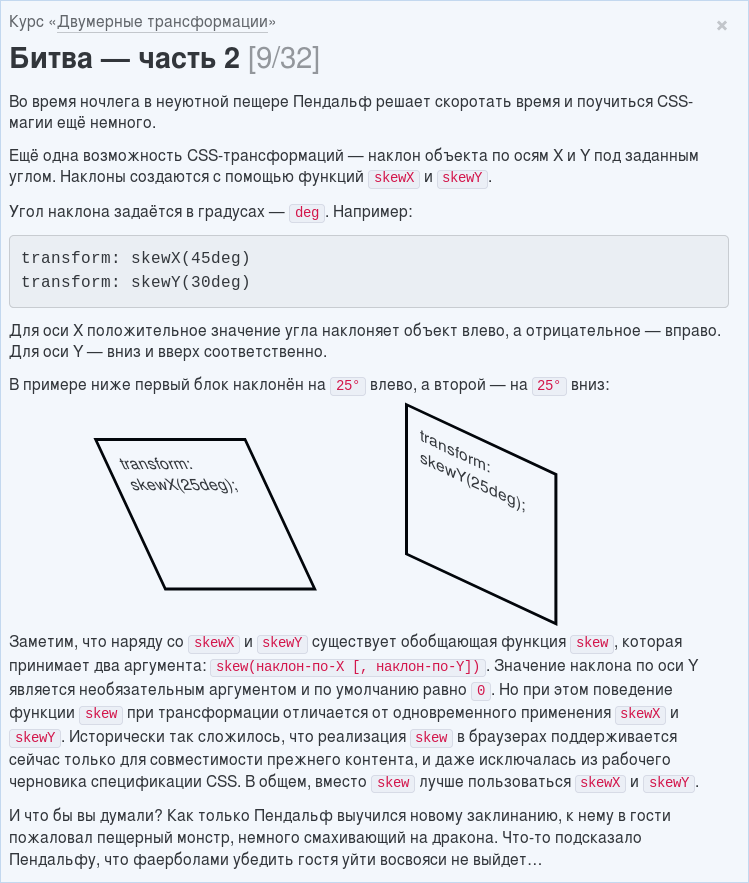 Курс «Двумерные трансформации»
×
Битва — часть 2 [9/32]
Во время ночлега в неуютной пещере Пендальф решает скоротать время и поучиться CSS-
магии ещё немного.
Ещё одна возможность CSS-трансформаций — наклон объекта по осям X и Y под заданным
углом. Наклоны создаются с помощью функций skewX и skewY.
Угол наклона задаётся в градусах — deg. Например:
transform: skewX(45deg)
transform: skewY(30deg)
Для оси X положительное значение угла наклоняет объект влево, а отрицательное — вправо.
Для оси Y — вниз и вверх соответственно.
В примере ниже первый блок наклонён на 25° влево, а второй — на 25° вниз:
transform:
skewX(25deg);
transform:
skewY(25deg);
Заметим, что наряду со skewX и skewY существует обобщающая функция skew, которая
принимает два аргумента: skew(наклон-по-X [, наклон-по-Y]). Значение наклона по оси Y
является необязательным аргументом и по умолчанию равно 0. Но при этом поведение
функции skew при трансформации отличается от одновременного применения skewX и
skewY. Исторически так сложилось, что реализация skew в браузерах поддерживается
сейчас только для совместимости прежнего контента, и даже исключалась из рабочего
черновика спецификации CSS. В общем, вместо skew лучше пользоваться skewX и skewY.
И что бы вы думали? Как только Пендальф выучился новому заклинанию, к нему в гости
пожаловал пещерный монстр, немного смахивающий на дракона. Что-то подсказало
Пендальфу, что фаерболами убедить гостя уйти восвояси не выйдет…